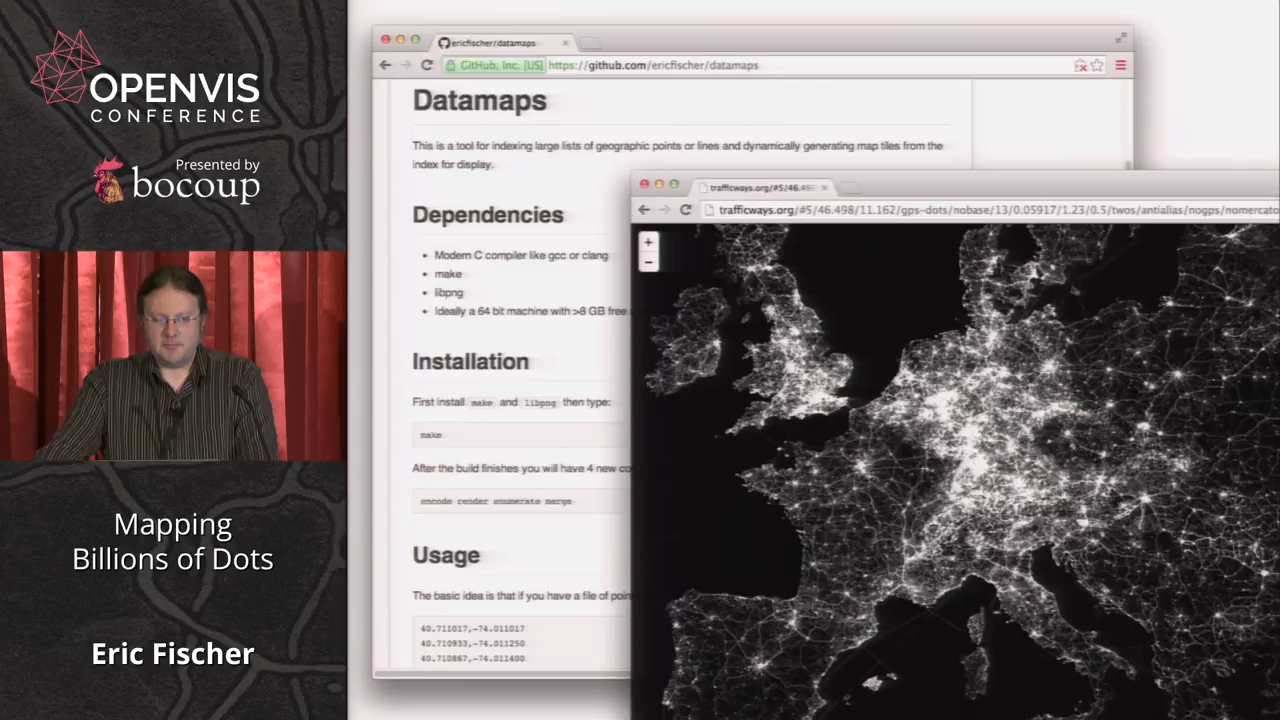 OPENVIS
CONFERENCE
Presented by
bocoup
Mapping
Billions of Dots
Eric Fischer
ericfischer/datamaps
GitHub, Inc. [US] https://github.com/ericfischer/datamaps
Datamaps
This is a tool for indexing large lists of geographic points or lines and dynamically generating map tiles from the
index for display.
Dependencies
• Modern C compiler like gcc or clang
• make
• libpng
• Ideally a 64 bit machine with >8 GB free
Installation
First install make and libpng then type:
make
After the build finishes you will have 4 new co
encode render enumerate merge
Usage
The basic idea is that if you have a file of poin
40.711017,-74.011017
40.710933,-74.011250
40.710867,-74.011400
trafficways.org/#5/46.49
trafficways.org/#5/46.498/11.162/gps-dots/nobase/13/0.05917/1.23/0.5/twos/antialias/nogps/nomercato
+
−